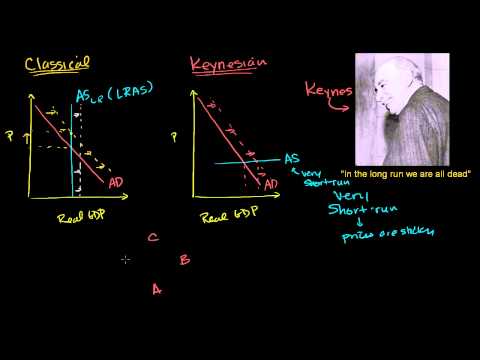 Classical
Keynesian
AS LR (LRAS)
Keynes
P
P
AS
very
short run
AD
AD
Real GDP
Real GDP
"In the long run we are all dead"
Very
Short-run
prices are sticky
C
B
A